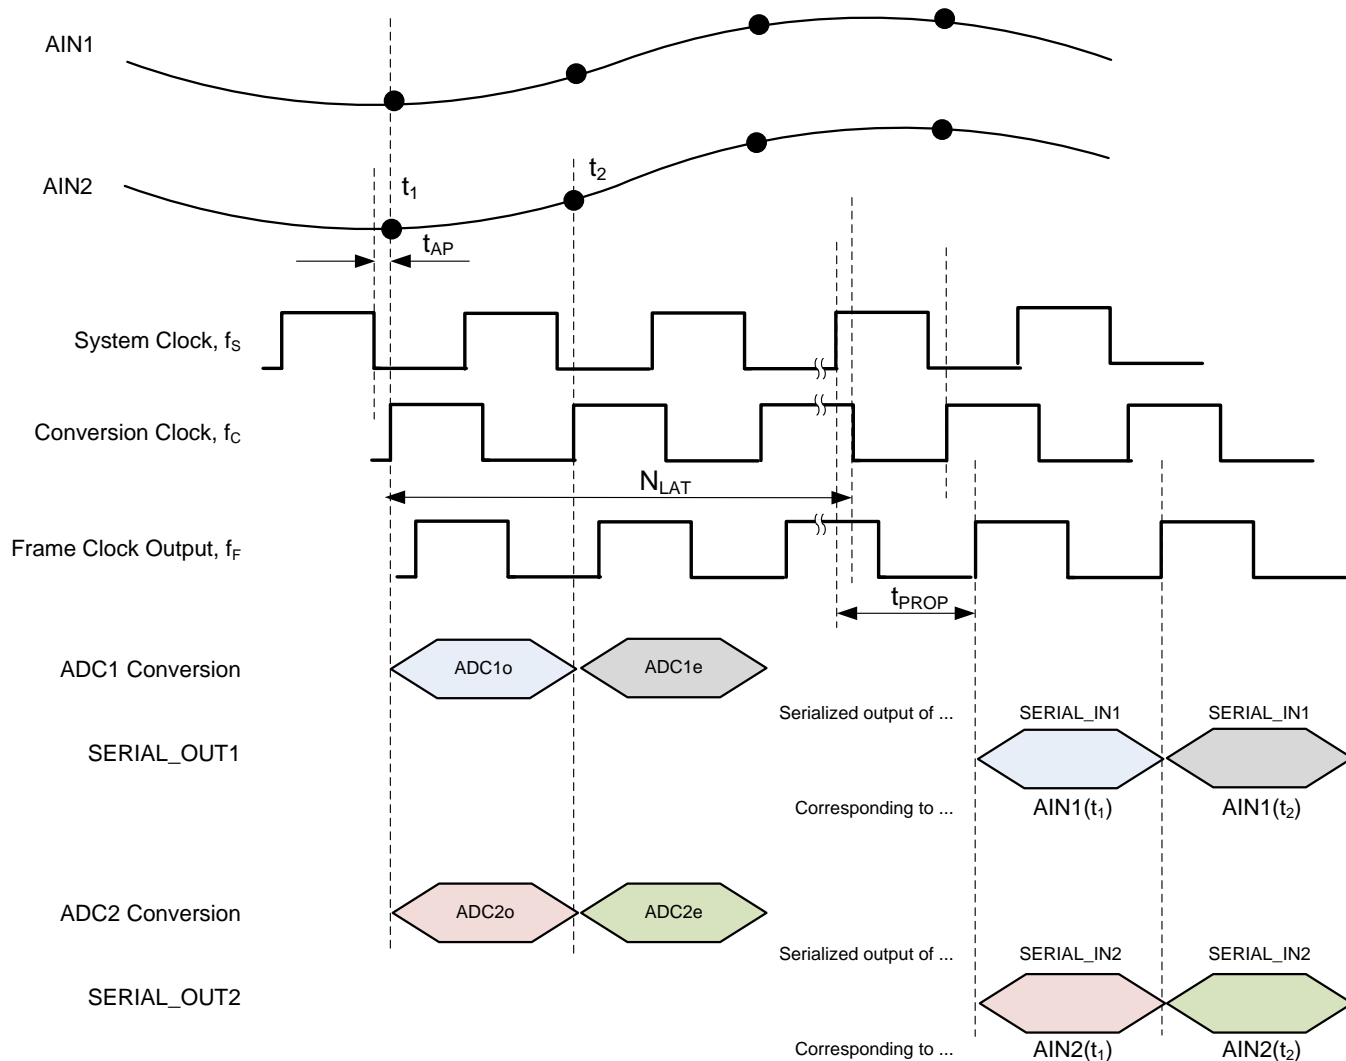 AIN1
AIN2
t1
t2
tAP
System Clock, fS
Conversion Clock, fC
NLAT
Frame Clock Output, fF
tPROP
ADC1 Conversion
ADC1o
ADC1e
Serialized output of ...
SERIAL_IN1
SERIAL_IN1
SERIAL_OUT1
Corresponding to ...
AIN1(t1)
AIN1(t2)
ADC2 Conversion
ADC2o
ADC2e
Serialized output of ...
SERIAL_IN2
SERIAL_IN2
SERIAL_OUT2
Corresponding to ...
AIN2(t1)
AIN2(t2)